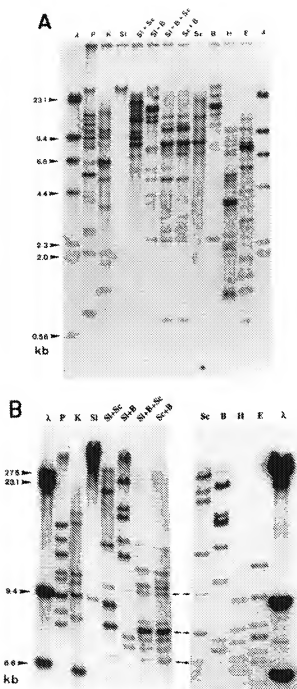 A
λ P K Sl Sl+Sc Sl+B Sl+B+Sc Sc+B Sc B H E λ
23.1
9.4
6.6
4.4
2.3
2.0
0.56
kb
B
λ P K Sl Sl+Sc Sl+B Sl+B+Sc Sc+B Sc B H E λ
27.5
23.1
9.4
6.6
kb